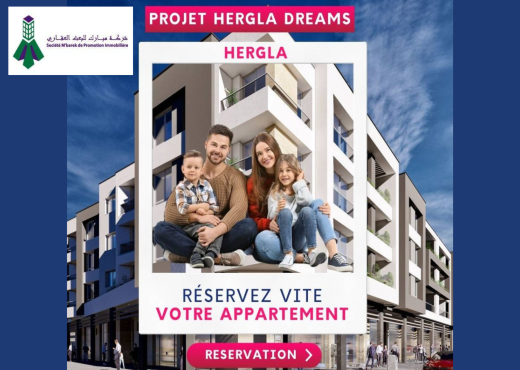 شركة مبارك للبعث العقاري
Société M'barek de Promotion Immobilière
PROJET HERGLA DREAMS
HERGLA
RÉSERVEZ VITE
VOTRE APPARTEMENT
RESERVATION